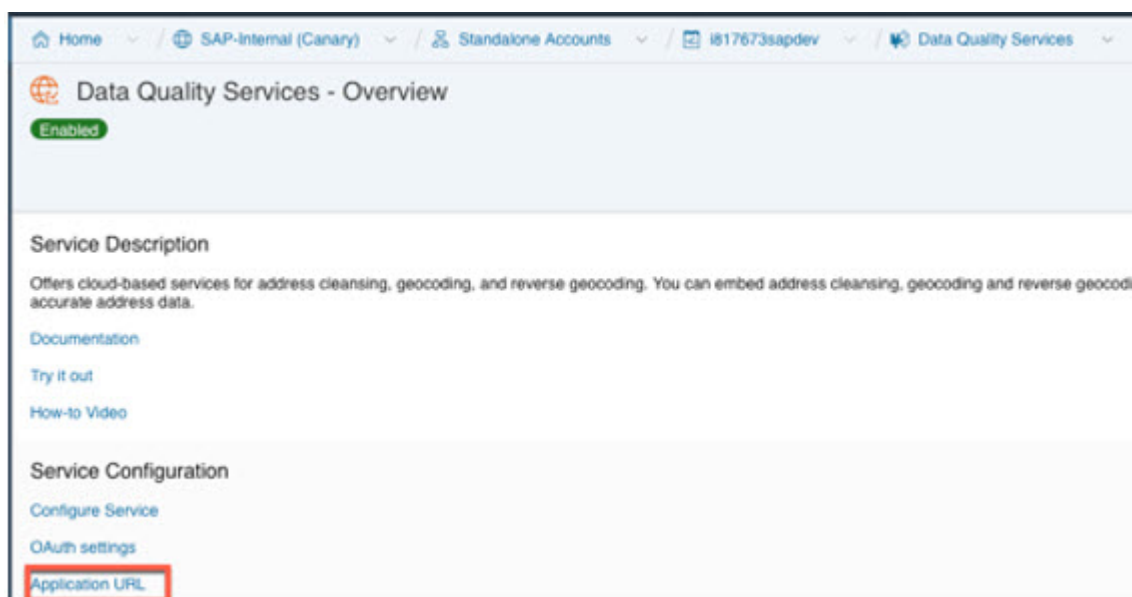 Home / SAP-Internal (Canary) / Standalone Accounts / i817673sapdev / Data Quality Services
Data Quality Services - Overview
Enabled
Service Description
Offers cloud-based services for address cleansing, geocoding, and reverse geocoding. You can embed address cleansing, geocoding and reverse geocodi
accurate address data.
Documentation
Try it out
How-to Video
Service Configuration
Configure Service
OAuth settings
Application URL